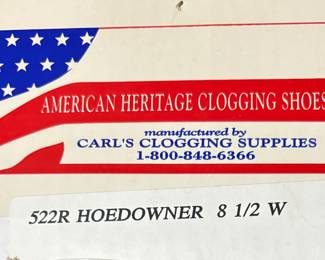 AMERICAN HERITAGE CLOGGING SHOES
manufactured by
CARL'S CLOGGING SUPPLIES
1-800-848-6366
522R HOEDOWNER 8 1/2 W